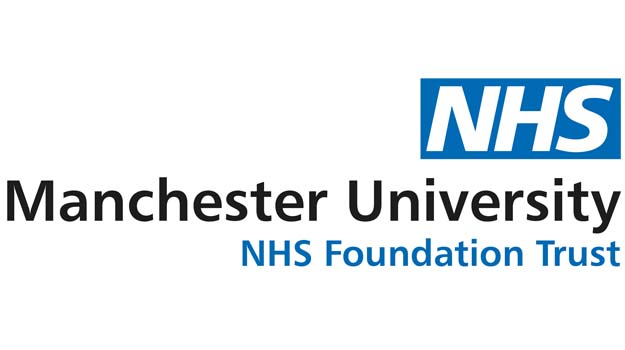 NHS
Manchester University
NHS Foundation Trust